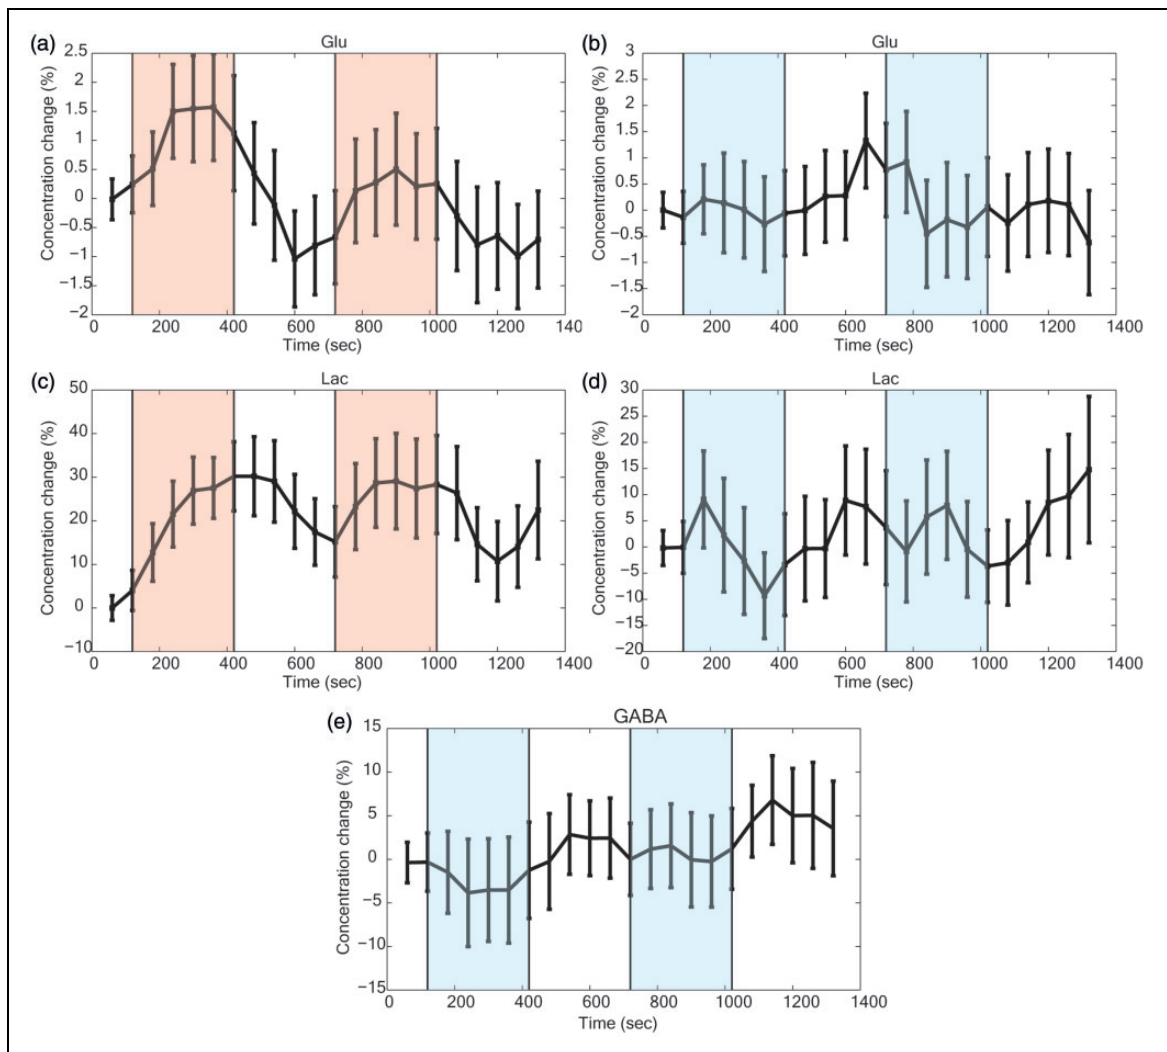 (a) Glu
Concentration change (%)
2.5
2
1.5
1
0.5
0
−0.5
−1
−1.5
−2
0 200 400 600 800 1000 1200 140
Time (sec)
(b) Glu
Concentration change (%)
3
2.5
2
1.5
1
0.5
0
−0.5
−1
−1.5
−2
0 200 400 600 800 1000 1200 1400
Time (sec)
(c) Lac
Concentration change (%)
50
40
30
20
10
0
−10
0 200 400 600 800 1000 1200 1400
Time (sec)
(d) Lac
Concentration change (%)
30
25
20
15
10
5
0
−5
−10
−15
−20
0 200 400 600 800 1000 1200 1400
Time (sec)
(e) GABA
Concentration change (%)
15
10
5
0
−5
−10
−15
0 200 400 600 800 1000 1200 1400
Time (sec)